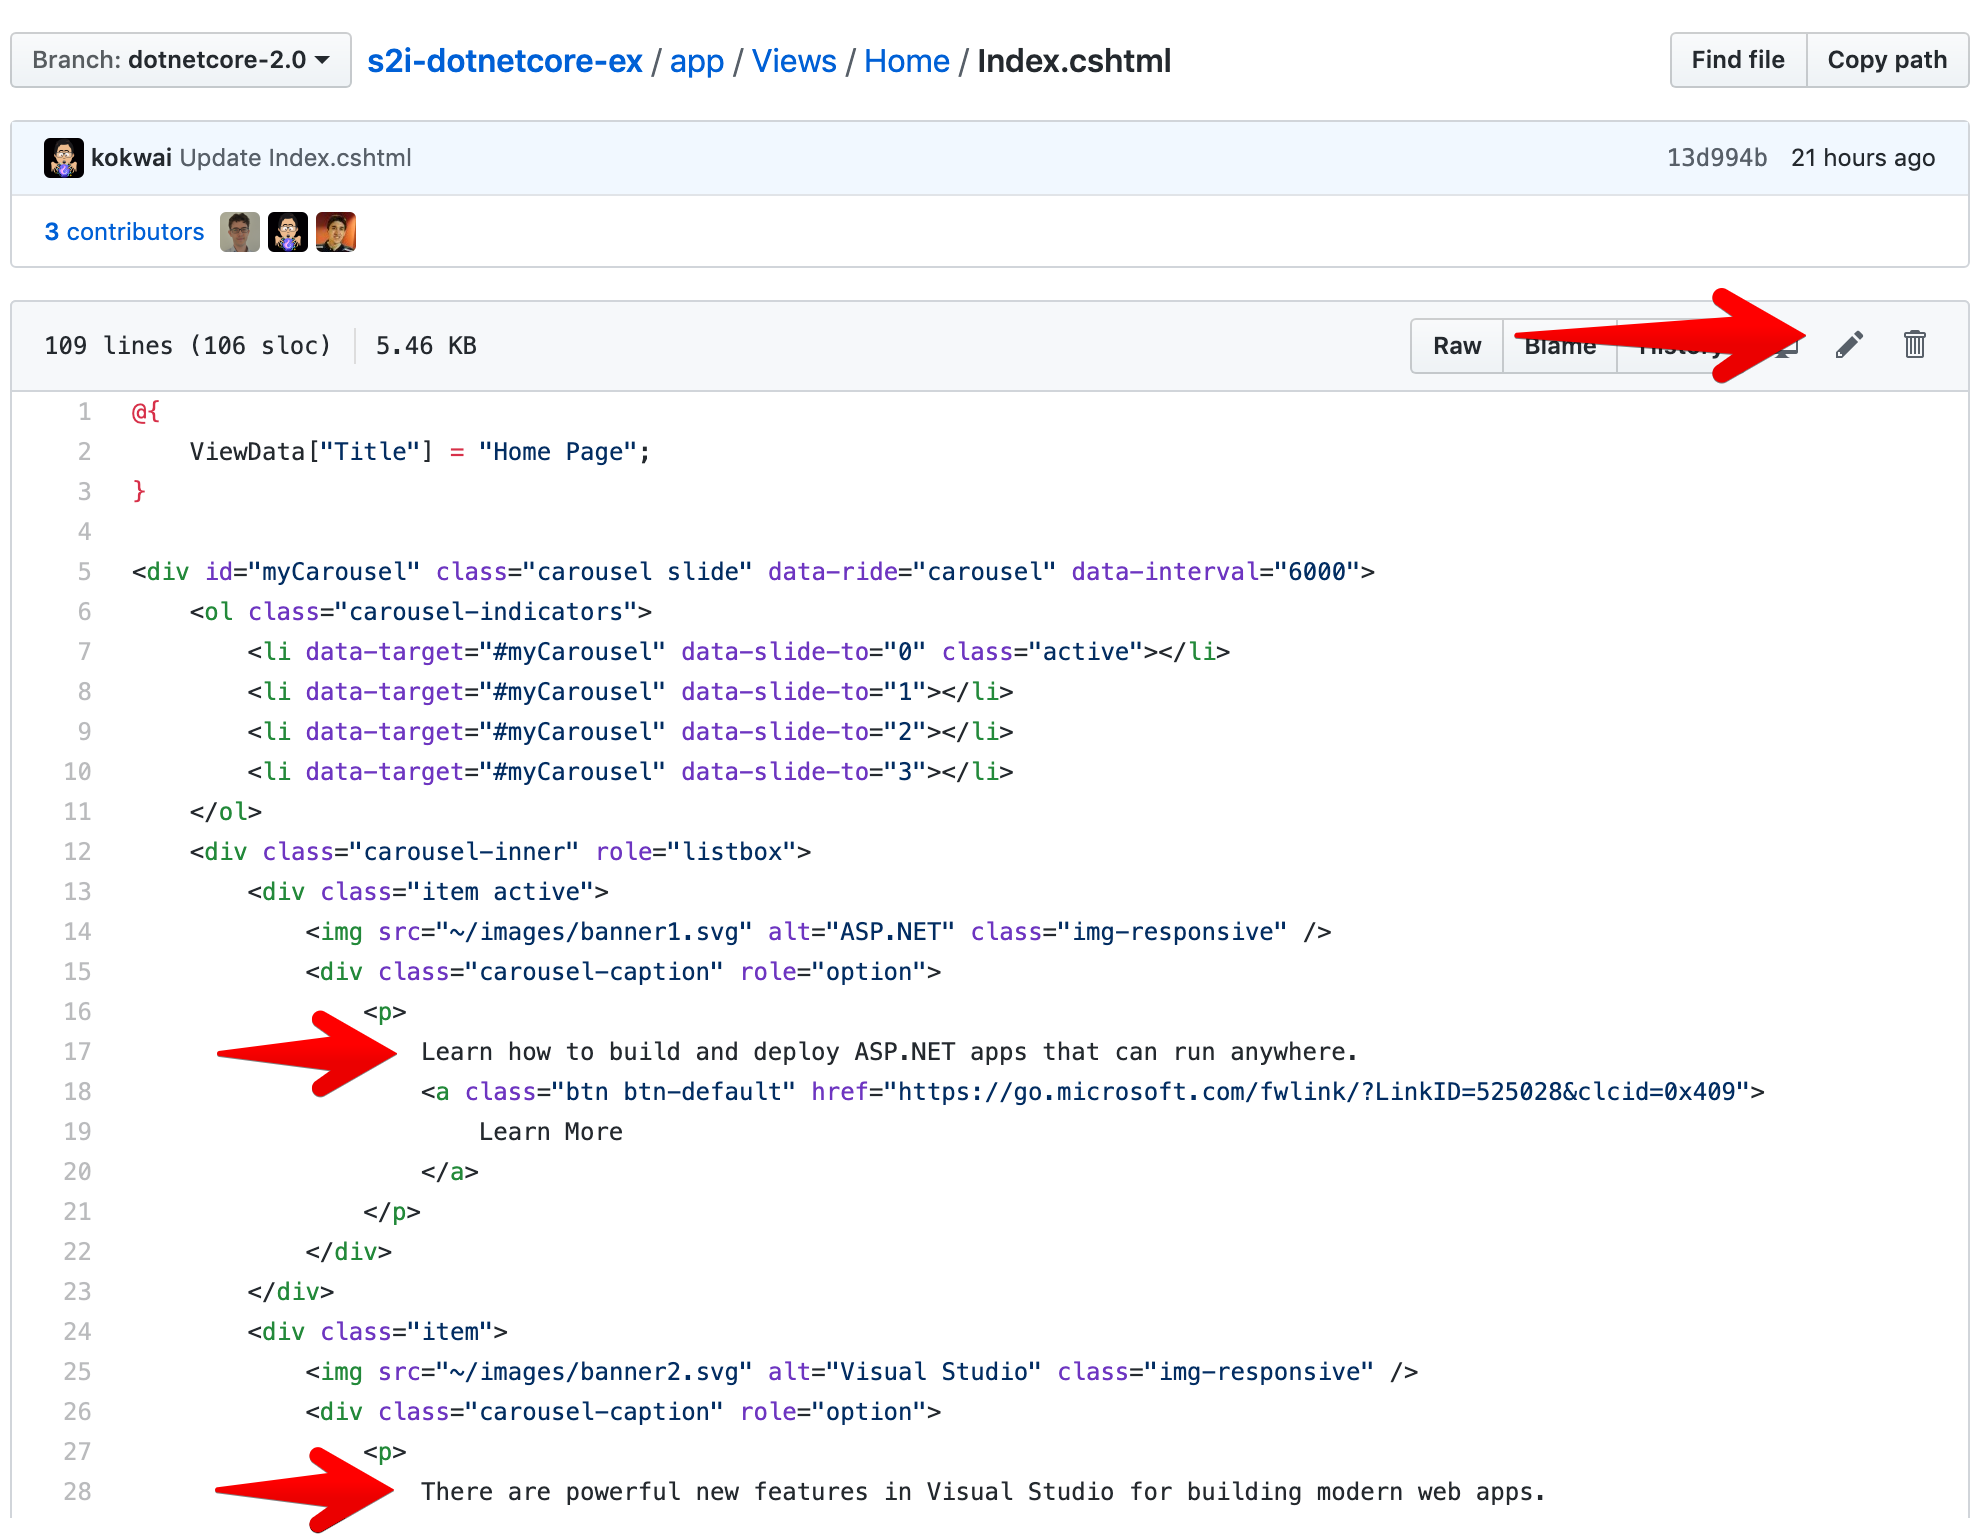 Branch: dotnetcore-2.0 s2i-dotnetcore-ex / app / Views / Home / Index.cshtml Find file Copy path
kokwai Update Index.cshtml 13d994b 21 hours ago
3 contributors
109 lines (106 sloc) 5.46 KB Raw Blame History
1 @{
2     ViewData["Title"] = "Home Page";
3 }
4
5 <div id="myCarousel" class="carousel slide" data-ride="carousel" data-interval="6000">
6     <ol class="carousel-indicators">
7         <li data-target="#myCarousel" data-slide-to="0" class="active"></li>
8         <li data-target="#myCarousel" data-slide-to="1"></li>
9         <li data-target="#myCarousel" data-slide-to="2"></li>
10         <li data-target="#myCarousel" data-slide-to="3"></li>
11     </ol>
12     <div class="carousel-inner" role="listbox">
13         <div class="item active">
14             <img src="~/images/banner1.svg" alt="ASP.NET" class="img-responsive" />
15             <div class="carousel-caption" role="option">
16                 <p>
17                     Learn how to build and deploy ASP.NET apps that can run anywhere.
18                     <a class="btn btn-default" href="https://go.microsoft.com/fwlink/?LinkID=525028&clcid=0x409">
19                         Learn More
20                     </a>
21                 </p>
22             </div>
23         </div>
24         <div class="item">
25             <img src="~/images/banner2.svg" alt="Visual Studio" class="img-responsive" />
26             <div class="carousel-caption" role="option">
27                 <p>
28                     There are powerful new features in Visual Studio for building modern web apps.